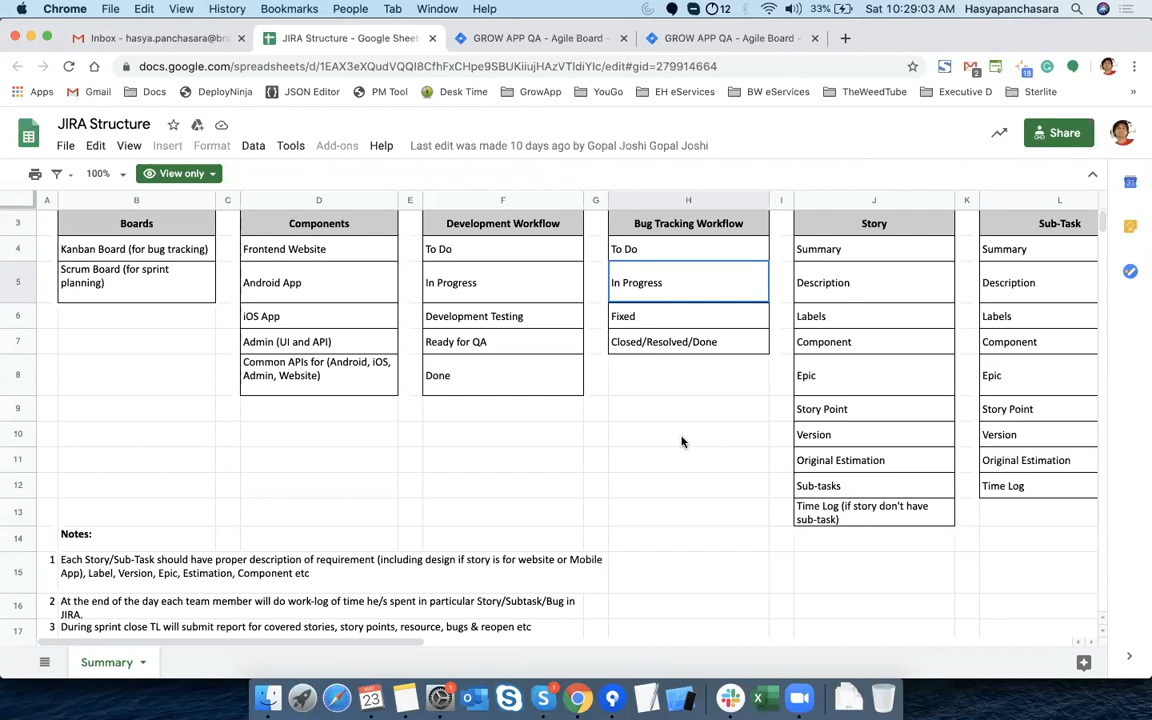 Chrome File Edit View History Bookmarks People Tab Window Help 12 33% Sat 10:29:03 AM Hasyapanchasara
Inbox - hasya.panchasara@bra
JIRA Structure - Google Sheet
GROW APP QA - Agile Board -
GROW APP QA - Agile Board -
docs.google.com/spreadsheets/d/1EAX3eXQudVQQI8CfhFxCHpe9SBUKiiujHAzVTldiYIc/edit#gid=279914664
2 18
Apps Gmail Docs DeployNinja JSON Editor PM Tool Desk Time GrowApp YouGo EH eServices BW eServices TheWeedTube Executive D Sterlite »
JIRA Structure
Share
File Edit View Insert Format Data Tools Add-ons Help Last edit was made 10 days ago by Gopal Joshi Gopal Joshi
100% View only
31
A B C D E F G H I J K L
3 Boards Components Development Workflow Bug Tracking Workflow Story Sub-Task
4 Kanban Board (for bug tracking) Frontend Website To Do To Do Summary Summary
5 Scrum Board (for sprint planning) Android App In Progress In Progress Description Description
6 iOS App Development Testing Fixed Labels Labels
7 Admin (UI and API) Ready for QA Closed/Resolved/Done Component Component
8 Common APIs for (Android, iOS, Admin, Website) Done Epic Epic
9 Story Point Story Point
10 Version Version
11 Original Estimation Original Estimation
12 Sub-tasks Time Log
13 Time Log (if story don't have sub-task)
14 Notes:
15 1 Each Story/Sub-Task should have proper description of requirement (including design if story is for website or Mobile
App), Label, Version, Epic, Estimation, Component etc
16 2 At the end of the day each team member will do work-log of time he/s spent in particular Story/Subtask/Bug in
JIRA.
17 3 During sprint close TL will submit report for covered stories, story points, resource, bugs & reopen etc
Summary
MAY 23 1 1